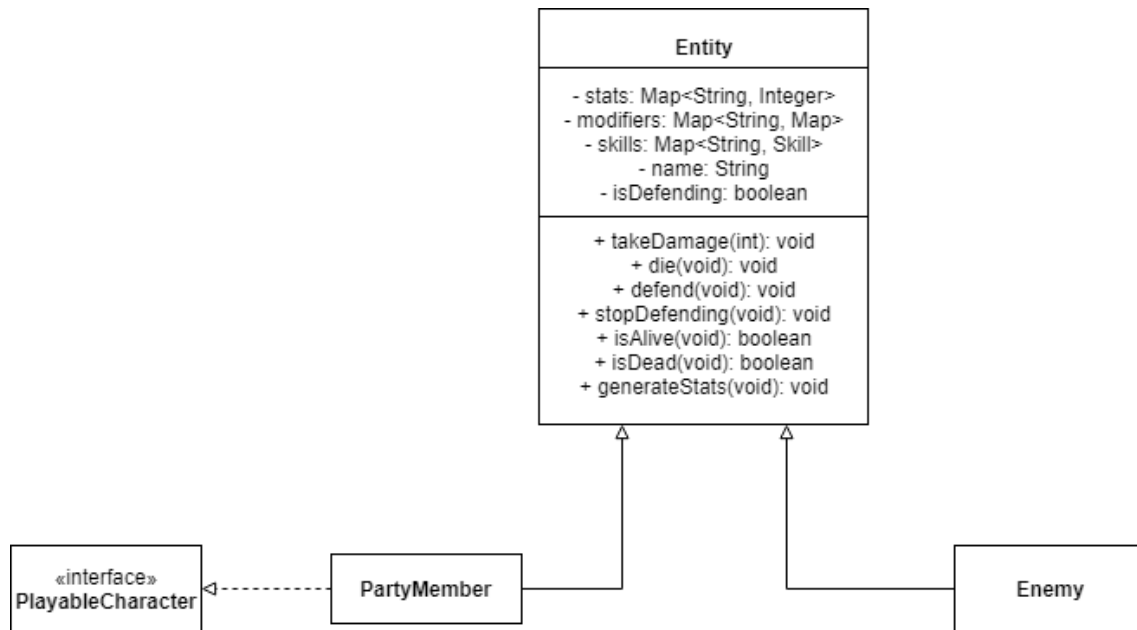 Entity
- stats: Map<String, Integer>
- modifiers: Map<String, Map>
- skills: Map<String, Skill>
- name: String
- isDefending: boolean
+ takeDamage(int): void
+ die(void): void
+ defend(void): void
+ stopDefending(void): void
+ isAlive(void): boolean
+ isDead(void): boolean
+ generateStats(void): void
«interface»
PlayableCharacter
PartyMember
Enemy